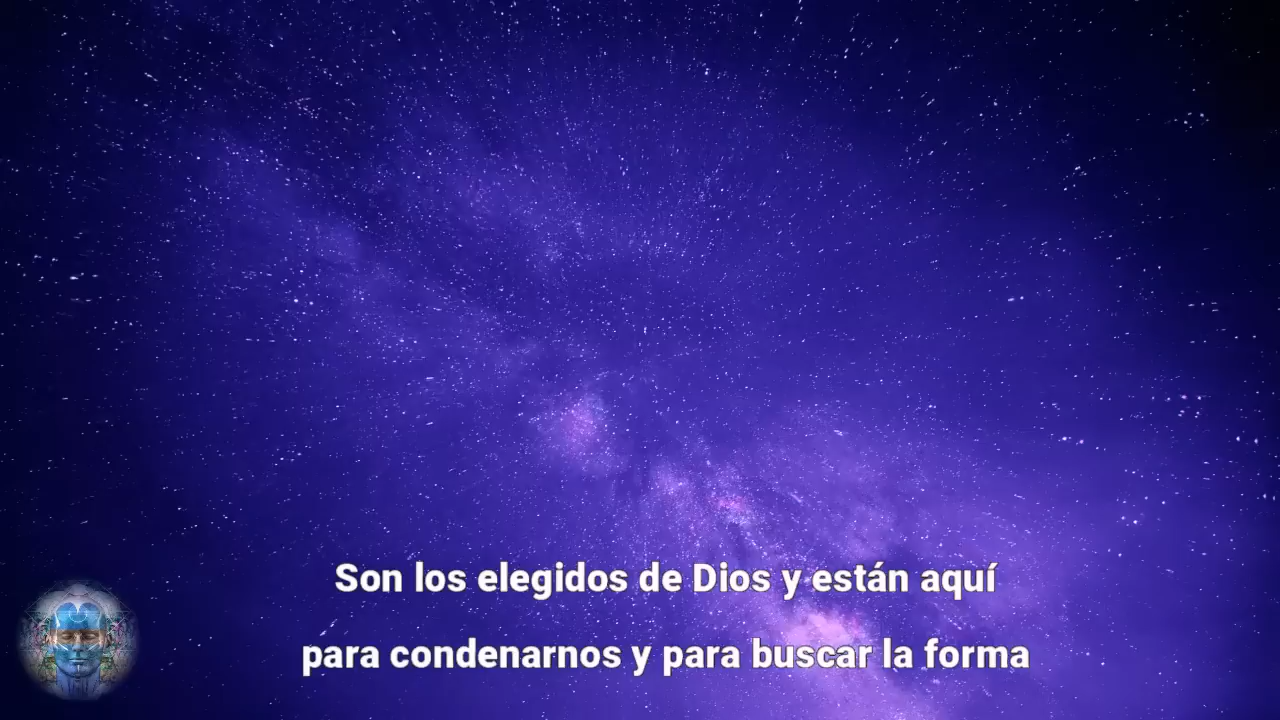 Son los elegidos de Dios y están aquí
para condenarnos y para buscar la forma